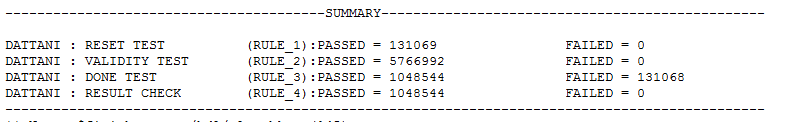 ----------------------------------------SUMMARY------------------------------------------------
DATTANI : RESET TEST (RULE_1):PASSED = 131069 FAILED = 0
DATTANI : VALIDITY TEST (RULE_2):PASSED = 5766992 FAILED = 0
DATTANI : DONE TEST (RULE_3):PASSED = 1048544 FAILED = 131068
DATTANI : RESULT CHECK (RULE_4):PASSED = 1048544 FAILED = 0
-----------------------------------------------------------------------------------------------